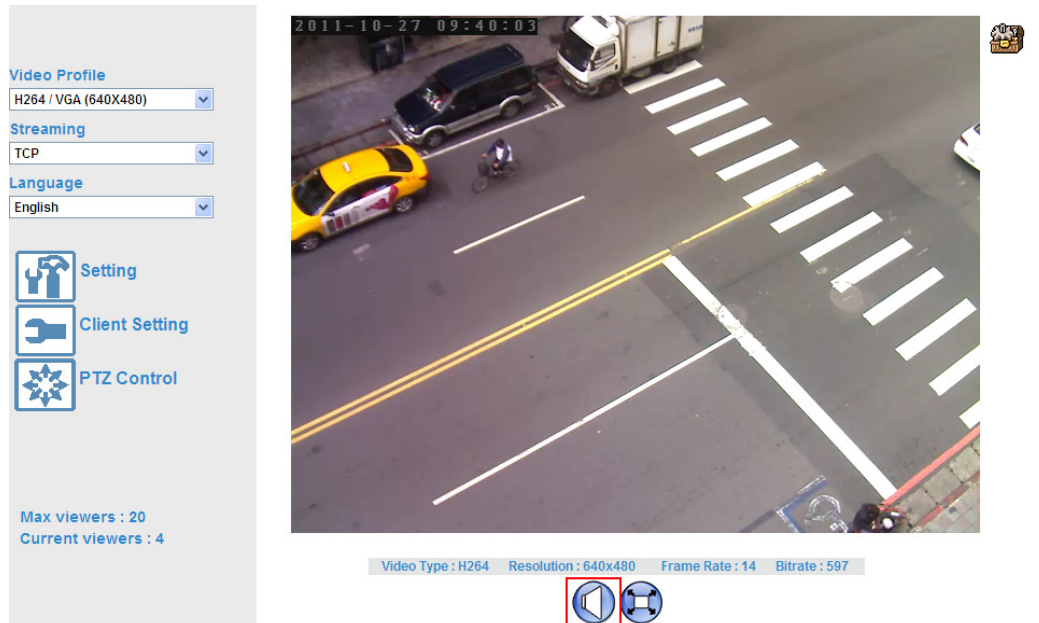 2011-10-27 09:40:03
Video Profile
H264 / VGA (640X480)
Streaming
TCP
Language
English
Setting
Client Setting
PTZ Control
Max viewers : 20
Current viewers : 4
Video Type : H264 Resolution : 640x480 Frame Rate : 14 Bitrate : 597